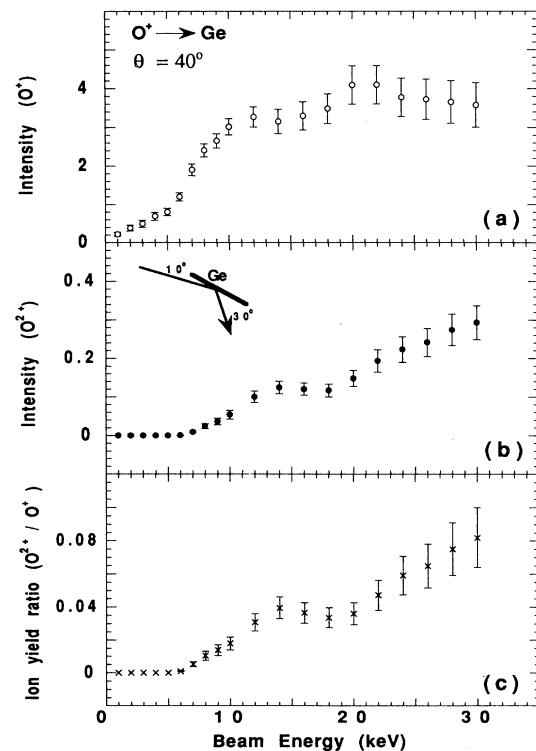 O⁺ → Ge
θ = 40°
4
2
0
Intensity (O⁺)
(a)
Ge
10°
30°
0.4
0.2
0
Intensity (O²⁺)
(b)
0.08
0.04
0
Ion yield ratio (O²⁺ / O⁺)
(c)
0 10 20 30
Beam Energy (keV)